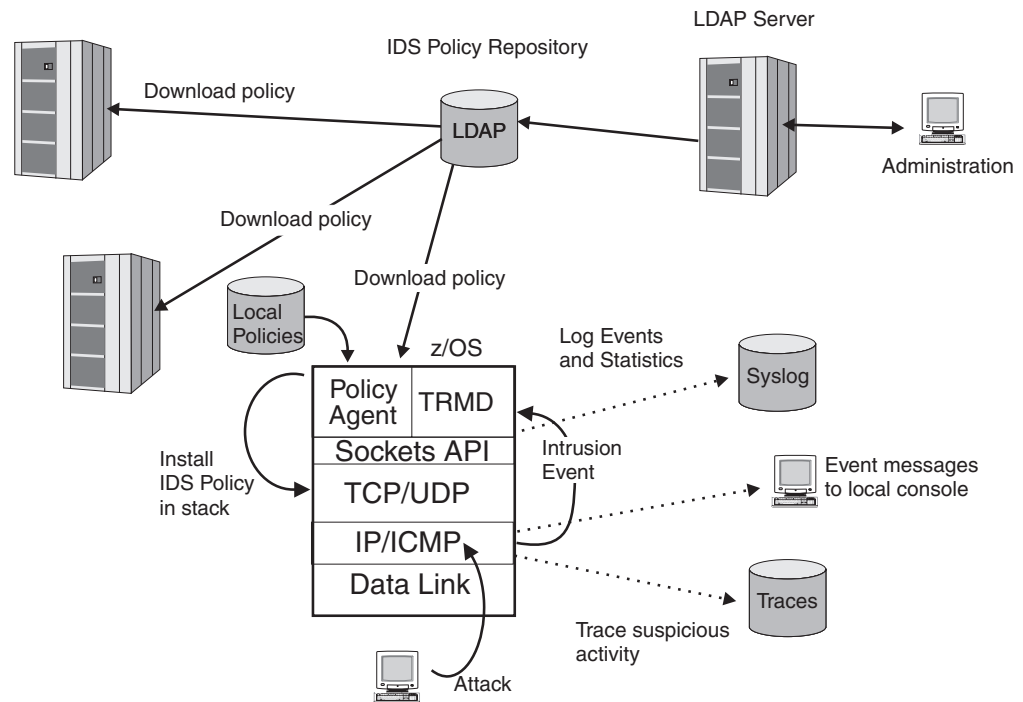 LDAP Server
IDS Policy Repository
Download policy
LDAP
Administration
Download policy
Download policy
Local
Policies
z/OS
Log Events
and Statistics
Syslog
Policy
Agent
TRMD
Sockets API
Intrusion
Event
Install
IDS Policy
in stack
TCP/UDP
Event messages
to local console
IP/ICMP
Data Link
Traces
Trace suspicious
activity
Attack